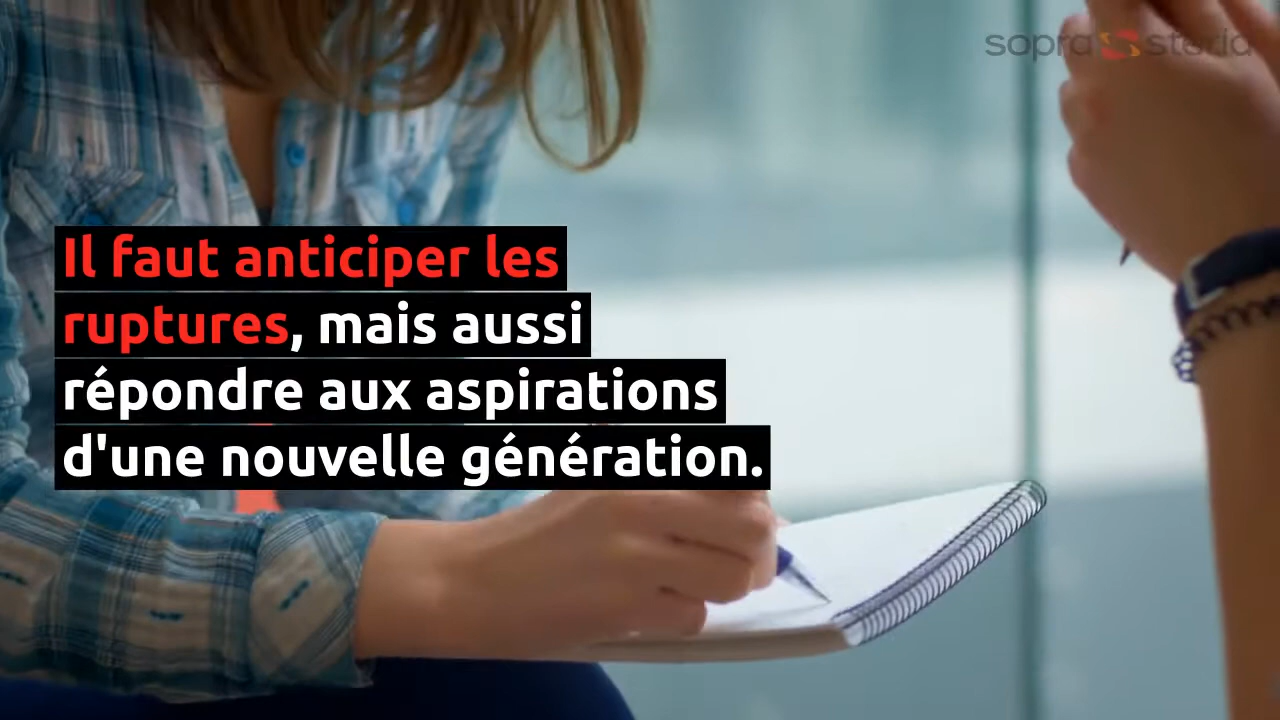 sopra steria
Il faut anticiper les
ruptures, mais aussi
répondre aux aspirations
d'une nouvelle génération.